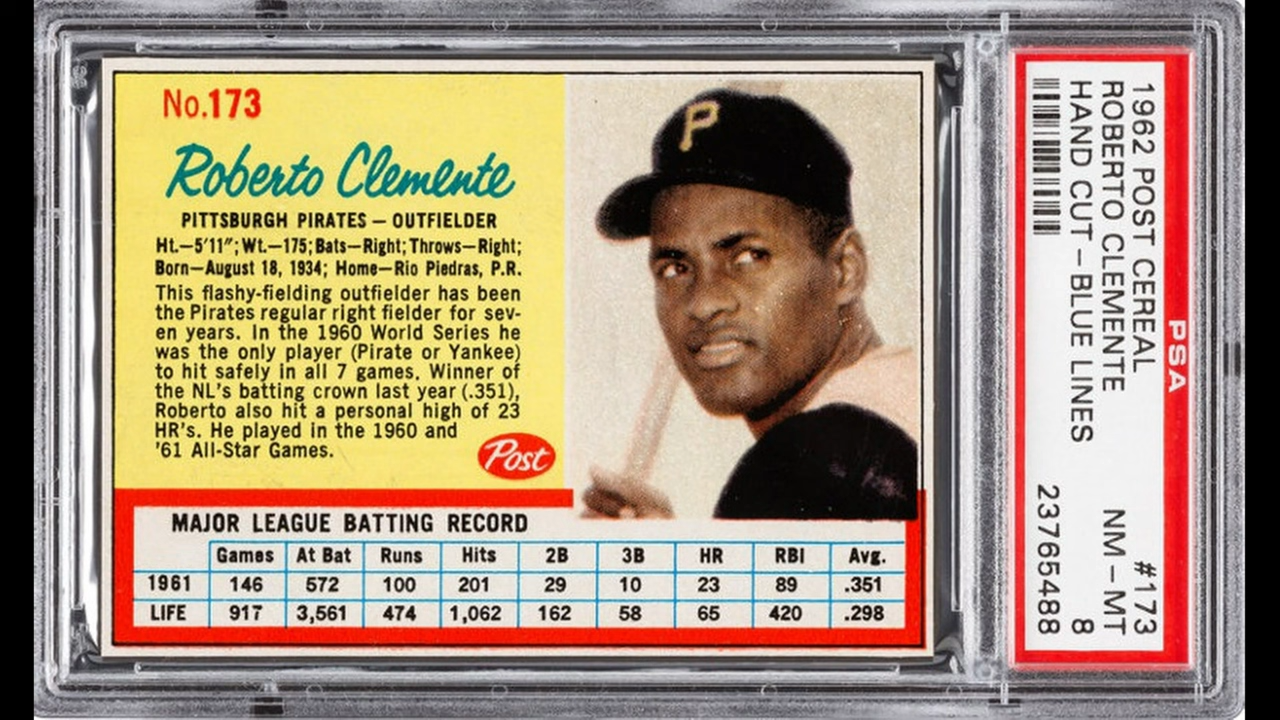 No.173
Roberto Clemente
PITTSBURGH PIRATES – OUTFIELDER
Ht.—5'11"; Wt.—175; Bats—Right; Throws—Right;
Born—August 18, 1934; Home—Rio Piedras, P.R.
This flashy-fielding outfielder has been
the Pirates regular right fielder for sev-
en years. In the 1960 World Series he
was the only player (Pirate or Yankee)
to hit safely in all 7 games. Winner of
the NL's batting crown last year (.351),
Roberto also hit a personal high of 23
HR's. He played in the 1960 and
'61 All-Star Games.
Post
P
MAJOR LEAGUE BATTING RECORD
Games At Bat Runs Hits 2B 3B HR RBI Avg.
1961 146 572 100 201 29 10 23 89 .351
LIFE 917 3,561 474 1,062 162 58 65 420 .298
1962 POST CEREAL #173
ROBERTO CLEMENTE NM – MT
HAND CUT – BLUE LINES 8
23765488
PSA